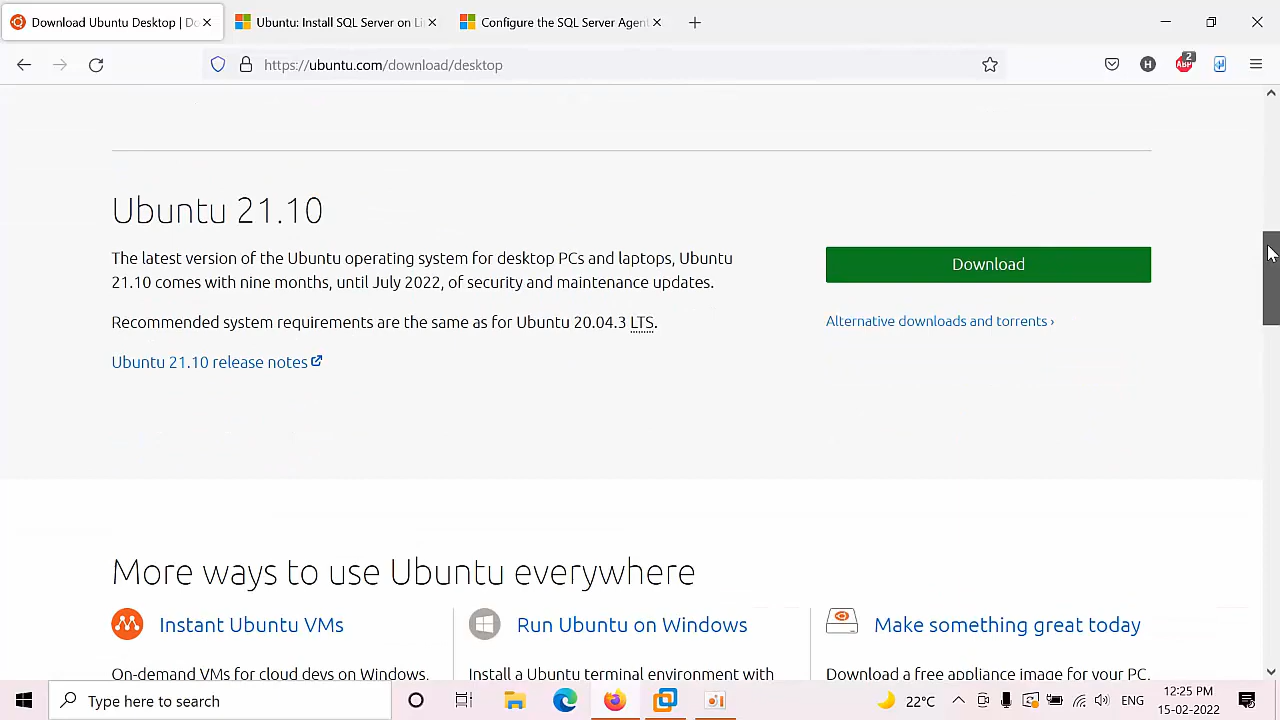 Download Ubuntu Desktop | Do
Ubuntu: Install SQL Server on Li
Configure the SQL Server Agent
https://ubuntu.com/download/desktop
H
ABP
2
Ubuntu 21.10
The latest version of the Ubuntu operating system for desktop PCs and laptops, Ubuntu
21.10 comes with nine months, until July 2022, of security and maintenance updates.
Recommended system requirements are the same as for Ubuntu 20.04.3 LTS.
Ubuntu 21.10 release notes
Download
Alternative downloads and torrents ›
More ways to use Ubuntu everywhere
Instant Ubuntu VMs
Run Ubuntu on Windows
Make something great today
On-demand VMs for cloud devs on Windows,
Install a Ubuntu terminal environment with
Download a free appliance image for your PC,
Type here to search
22°C
ENG
12:25 PM
15-02-2022